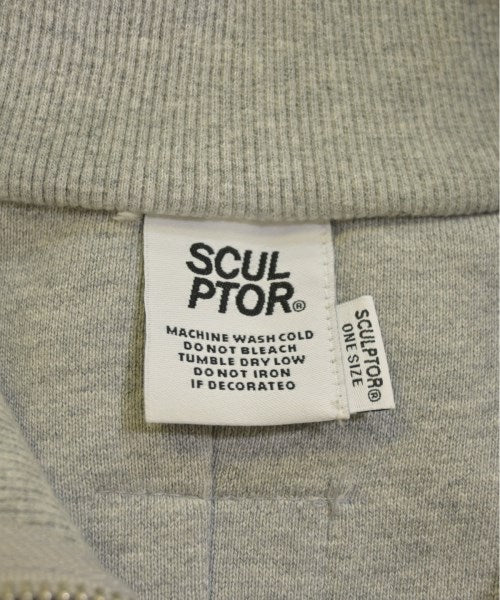 SCUL
PTOR®
MACHINE WASH COLD
DO NOT BLEACH
TUMBLE DRY LOW
DO NOT IRON
IF DECORATEO
SCULPTOR®
ONE SIZE